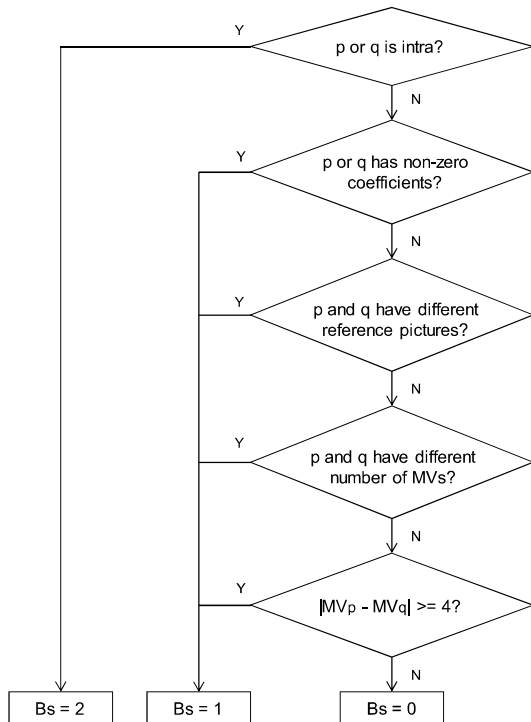 Y
p or q is intra?
N
Y
p or q has non-zero
coefficients?
N
Y
p and q have different
reference pictures?
N
Y
p and q have different
number of MVs?
N
Y
|MVp - MVq| >= 4?
N
Bs = 2
Bs = 1
Bs = 0